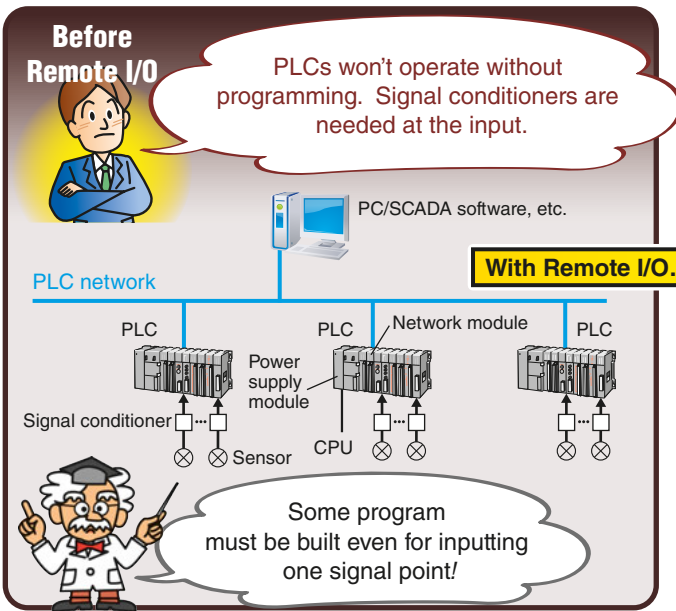 Before
Remote I/O
PLCs won't operate without
programming. Signal conditioners are
needed at the input.
PC/SCADA software, etc.
With Remote I/O.
PLC network
PLC
PLC
Network module
PLC
Power
supply
module
Signal conditioner
...
...
...
Sensor
CPU
Some program
must be built even for inputting
one signal point!